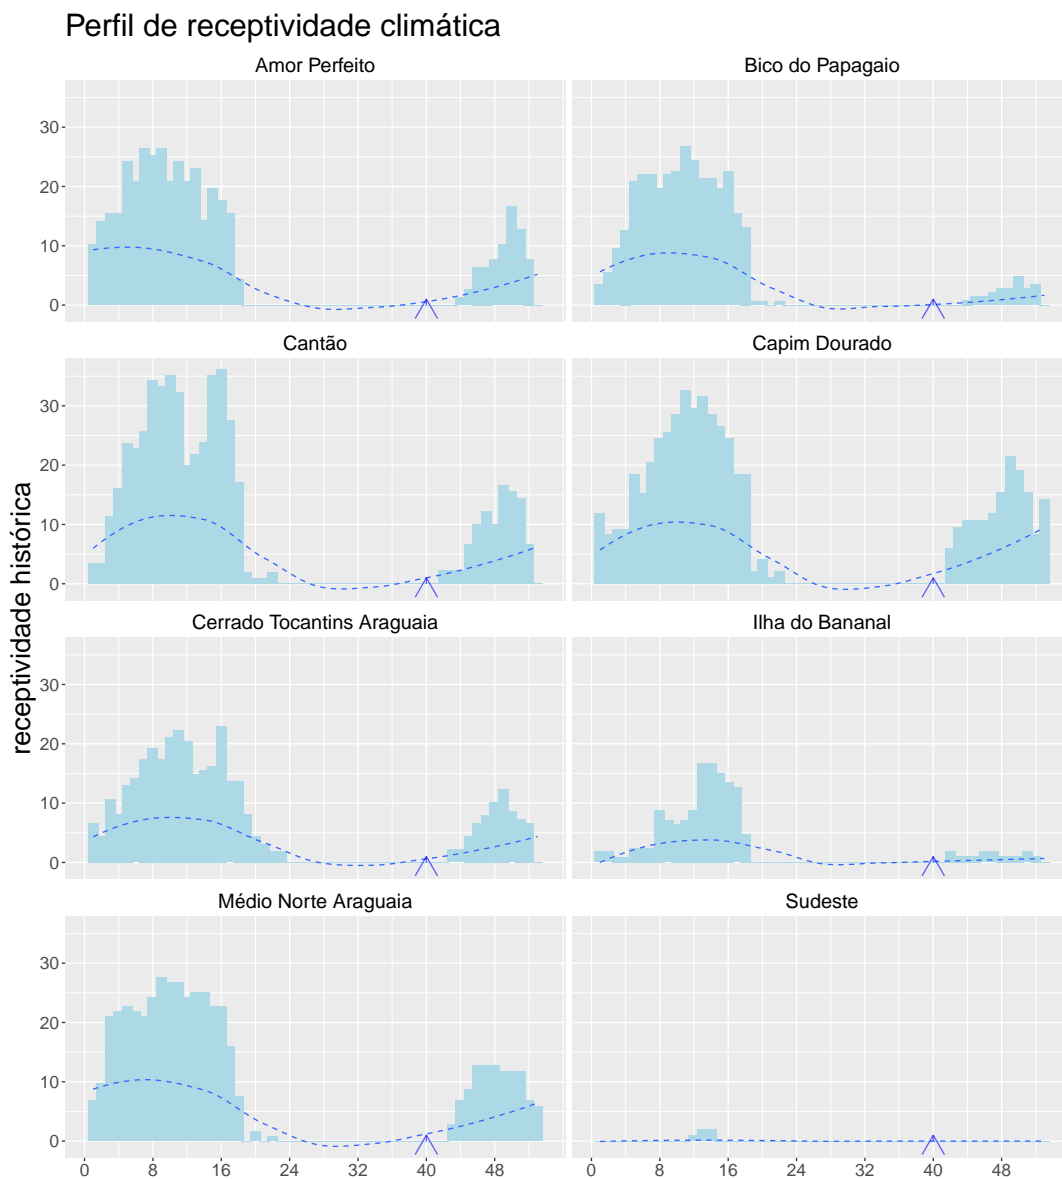 Perfil de receptividade climática
Amor Perfeito
Bico do Papagaio
30
20
10
0
Cantão
Capim Dourado
30
20
10
0
receptividade histórica
Cerrado Tocantins Araguaia
Ilha do Bananal
30
20
10
0
Médio Norte Araguaia
Sudeste
30
20
10
0
0 8 16 24 32 40 48
0 8 16 24 32 40 48